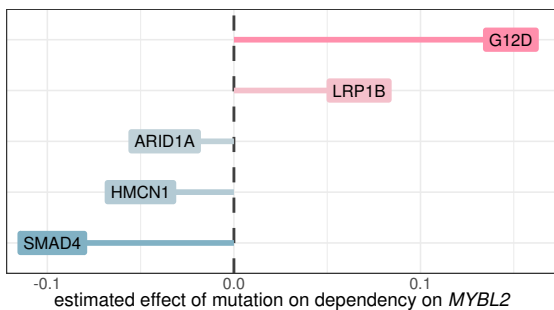 G12D
LRP1B
ARID1A
HMCN1
SMAD4
-0.1 0.0 0.1
estimated effect of mutation on dependency on MYBL2